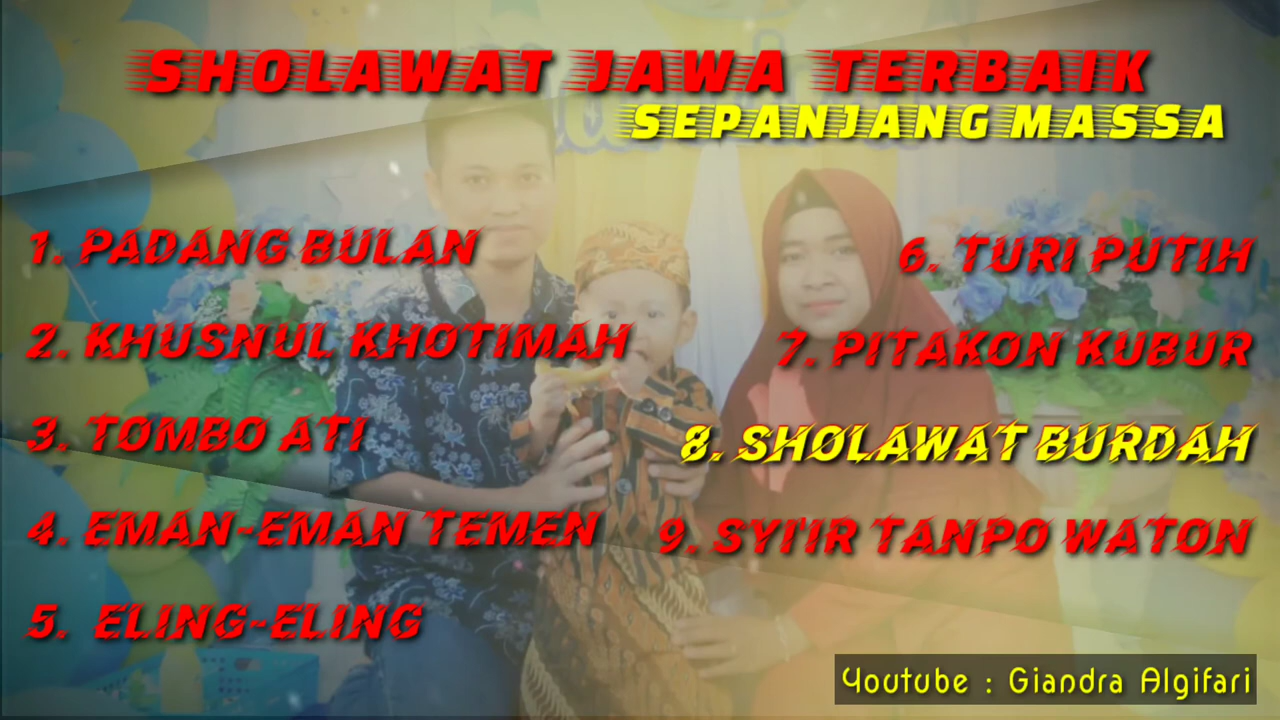 SHOLAWAT JAWA TERBAIK
SEPANJANG MASSA
1. PADANG BULAN
2. KHUSNUL KHOTIMAH
3. TOMBO ATI
4. EMAN-EMAN TEMEN
5. ELING-ELING
6. TURI PUTIH
7. PITAKON KUBUR
8. SHOLAWAT BURDAH
9. SYI'IR TANPO WATON
Youtube : Giandra Algifari